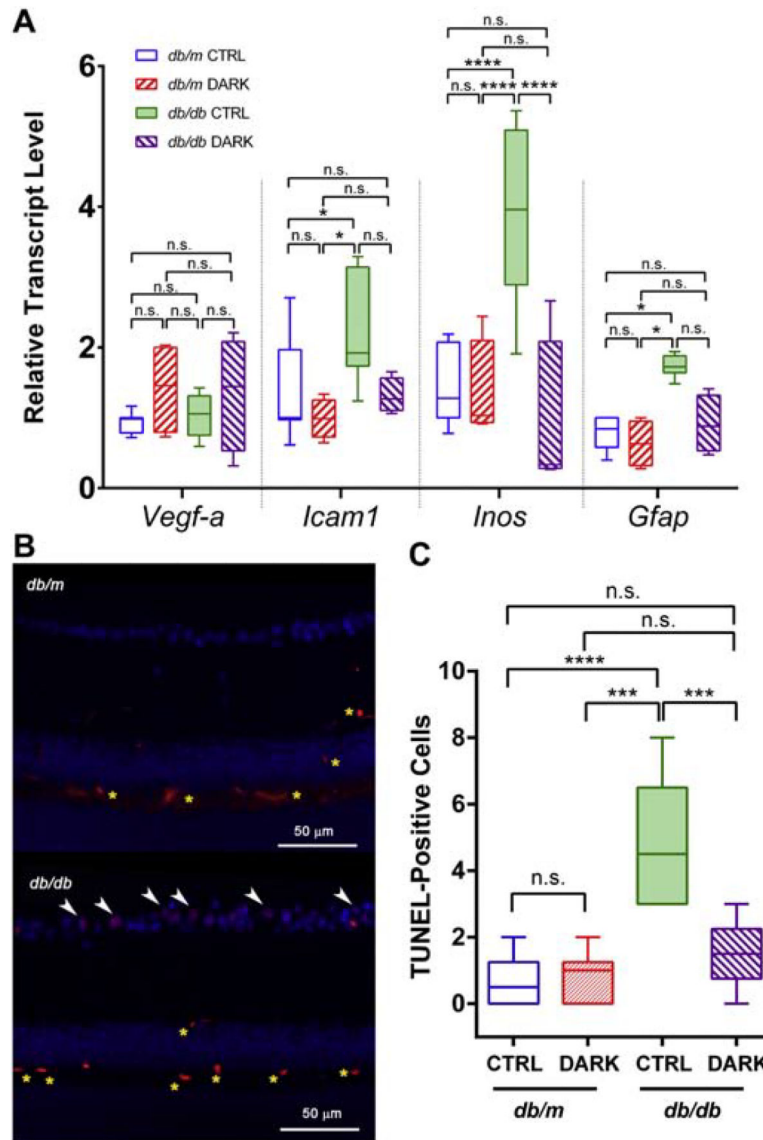 A
6
4
2
0
Relative Transcript Level
db/m CTRL
db/m DARK
db/db CTRL
db/db DARK
n.s.
n.s.
n.s.
n.s. n.s. n.s.
n.s.
n.s.
*
n.s. * n.s.
n.s.
n.s.
****
n.s. **** ****
n.s.
n.s.
*
n.s. * n.s.
Vegf-a Icam1 Inos Gfap
B
db/m
*
*
* * *
50 μm
db/db
*
* * * * * *
50 μm
C
n.s.
n.s.
****
*** ***
n.s.
10
8
6
4
2
0
TUNEL-Positive Cells
CTRL DARK CTRL DARK
db/m db/db